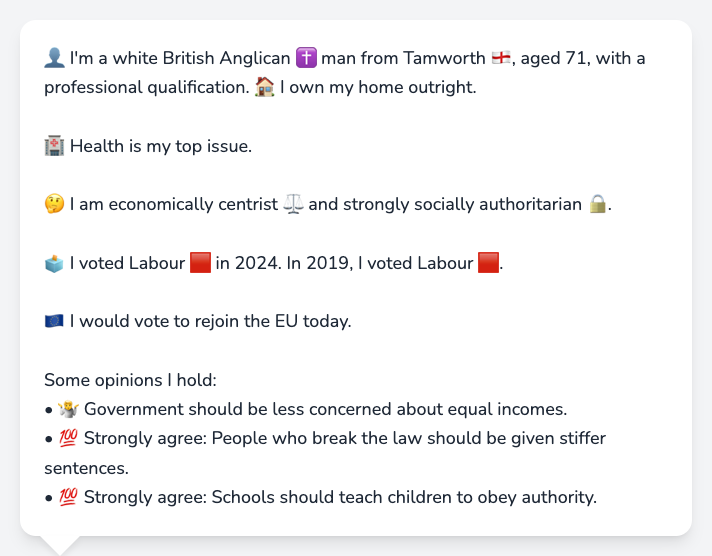 👤 I'm a white British Anglican ✝️ man from Tamworth 🏴󠁧󠁢󠁥󠁮󠁧󠁿, aged 71, with a
professional qualification. 🏠 I own my home outright.
🏥 Health is my top issue.
🤔 I am economically centrist ⚖️ and strongly socially authoritarian 🔒.
🗳️ I voted Labour 🟥 in 2024. In 2019, I voted Labour 🟥.
🇪🇺 I would vote to rejoin the EU today.
Some opinions I hold:
• 🤷 Government should be less concerned about equal incomes.
• 💯 Strongly agree: People who break the law should be given stiffer
sentences.
• 💯 Strongly agree: Schools should teach children to obey authority.